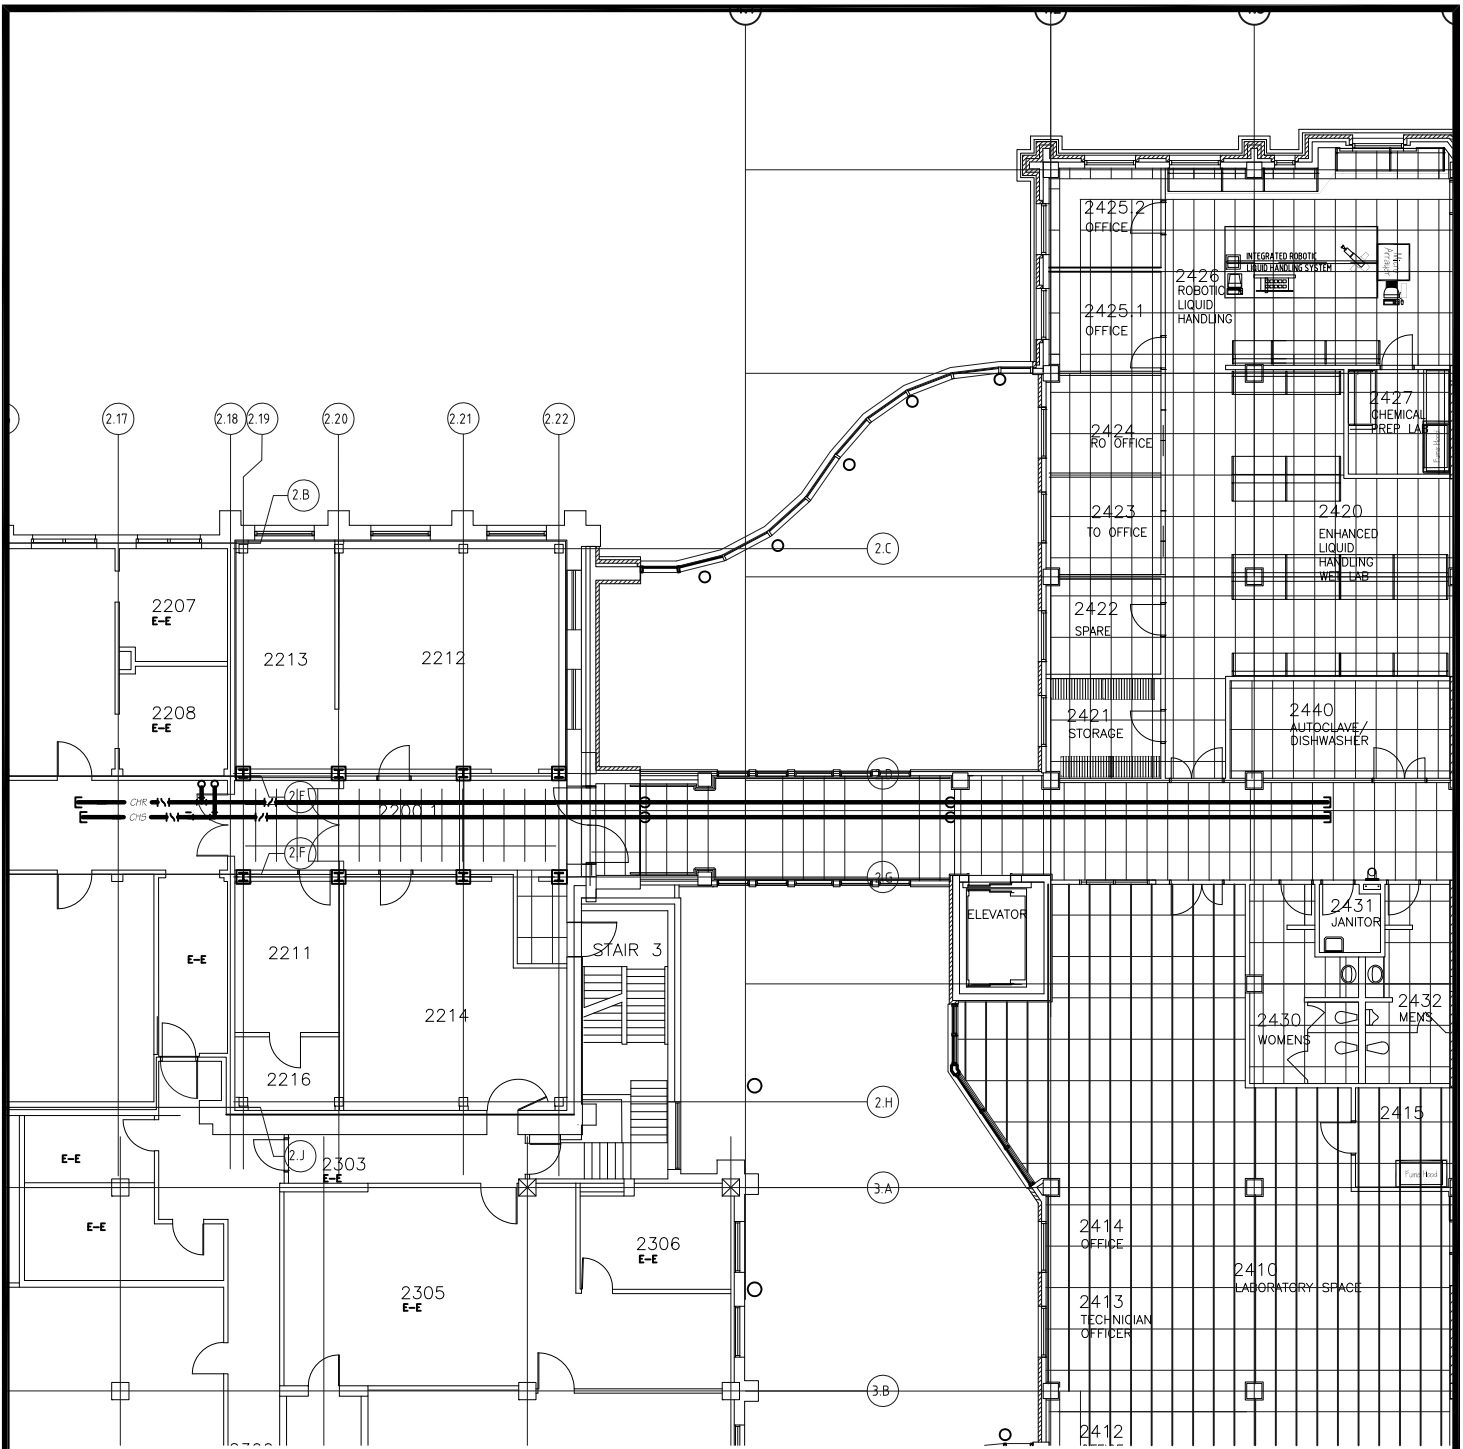 2425.2
OFFICE
INTEGRATED ROBOTIC
LIQUID HANDLING SYSTEM
2426
ROBOTIC
LIQUID
HANDLING
2425.1
OFFICE
2427
CHEMICAL
PREP LAB
Fume Hood
2.17
2.18
2.19
2.20
2.21
2.22
2424
RO OFFICE
2.B
2423
TO OFFICE
2420
ENHANCED
LIQUID
HANDLING
WET LAB
2.C
2207
E-E
2422
SPARE
2213
2212
2208
E-E
2421
STORAGE
2440
AUTOCLAVE/
DISHWASHER
CHR
CHS
2200.1
2.F
2.G
ELEVATOR
2431
JANITOR
STAIR 3
2211
E-E
2432
MENS
2214
2430
WOMENS
2216
2.H
2415
2.J
2303
E-E
E-E
Fume Hood
3.A
E-E
2414
OFFICE
2306
E-E
2410
LABORATORY SPACE
2305
E-E
2413
TECHNICIAN
OFFICER
3.B
2412